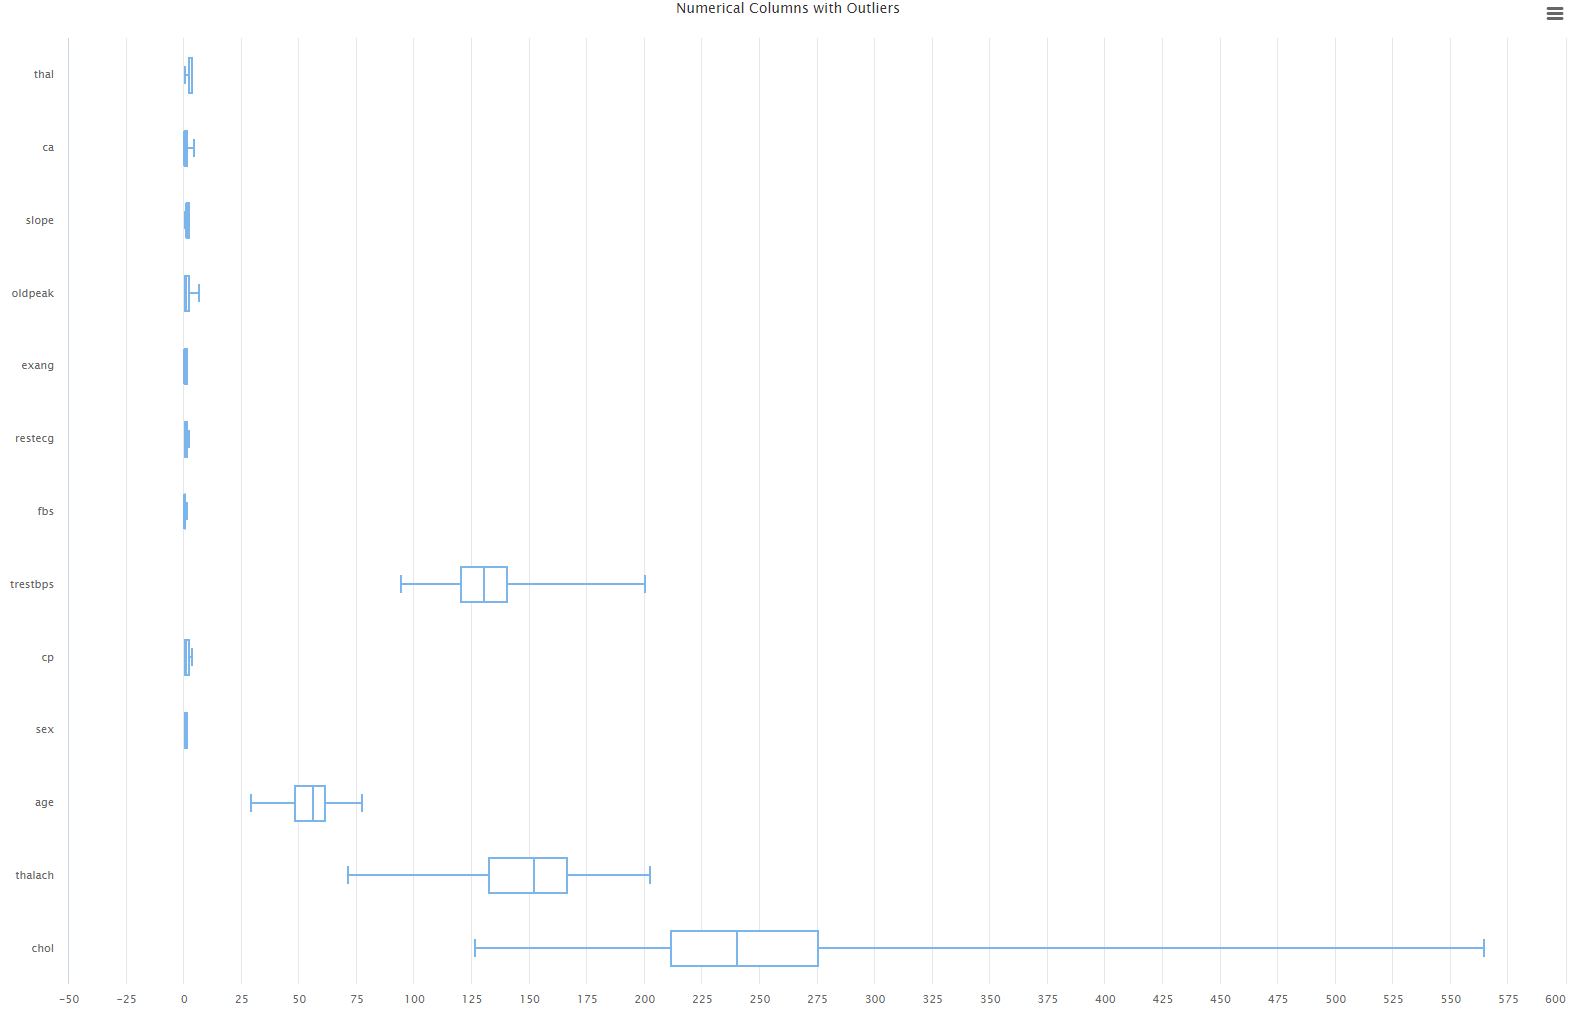 Numerical Columns with Outliers
thal
ca
slope
oldpeak
exang
restecg
fbs
trestbps
cp
sex
age
thalach
chol
-50 -25 0 25 50 75 100 125 150 175 200 225 250 275 300 325 350 375 400 425 450 475 500 525 550 575 600